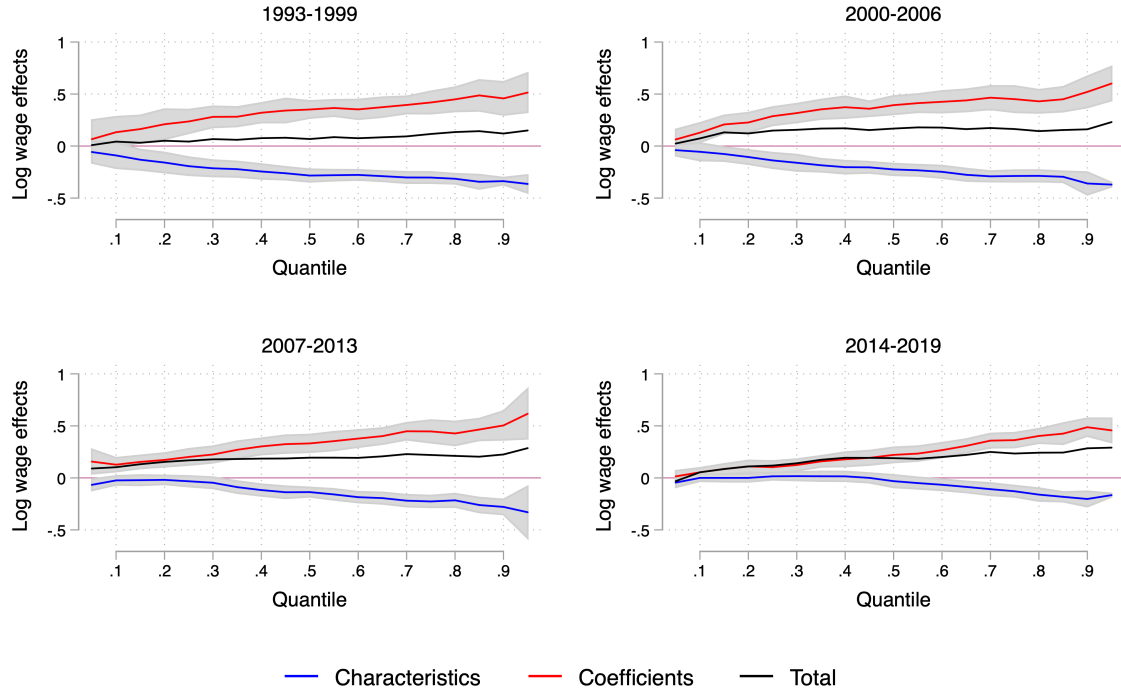 1993-1999
Log wage effects
1
.5
0
-.5
.1 .2 .3 .4 .5 .6 .7 .8 .9
Quantile
2000-2006
Log wage effects
1
.5
0
-.5
.1 .2 .3 .4 .5 .6 .7 .8 .9
Quantile
2007-2013
Log wage effects
1
.5
0
-.5
.1 .2 .3 .4 .5 .6 .7 .8 .9
Quantile
2014-2019
Log wage effects
1
.5
0
-.5
.1 .2 .3 .4 .5 .6 .7 .8 .9
Quantile
Characteristics Coefficients Total